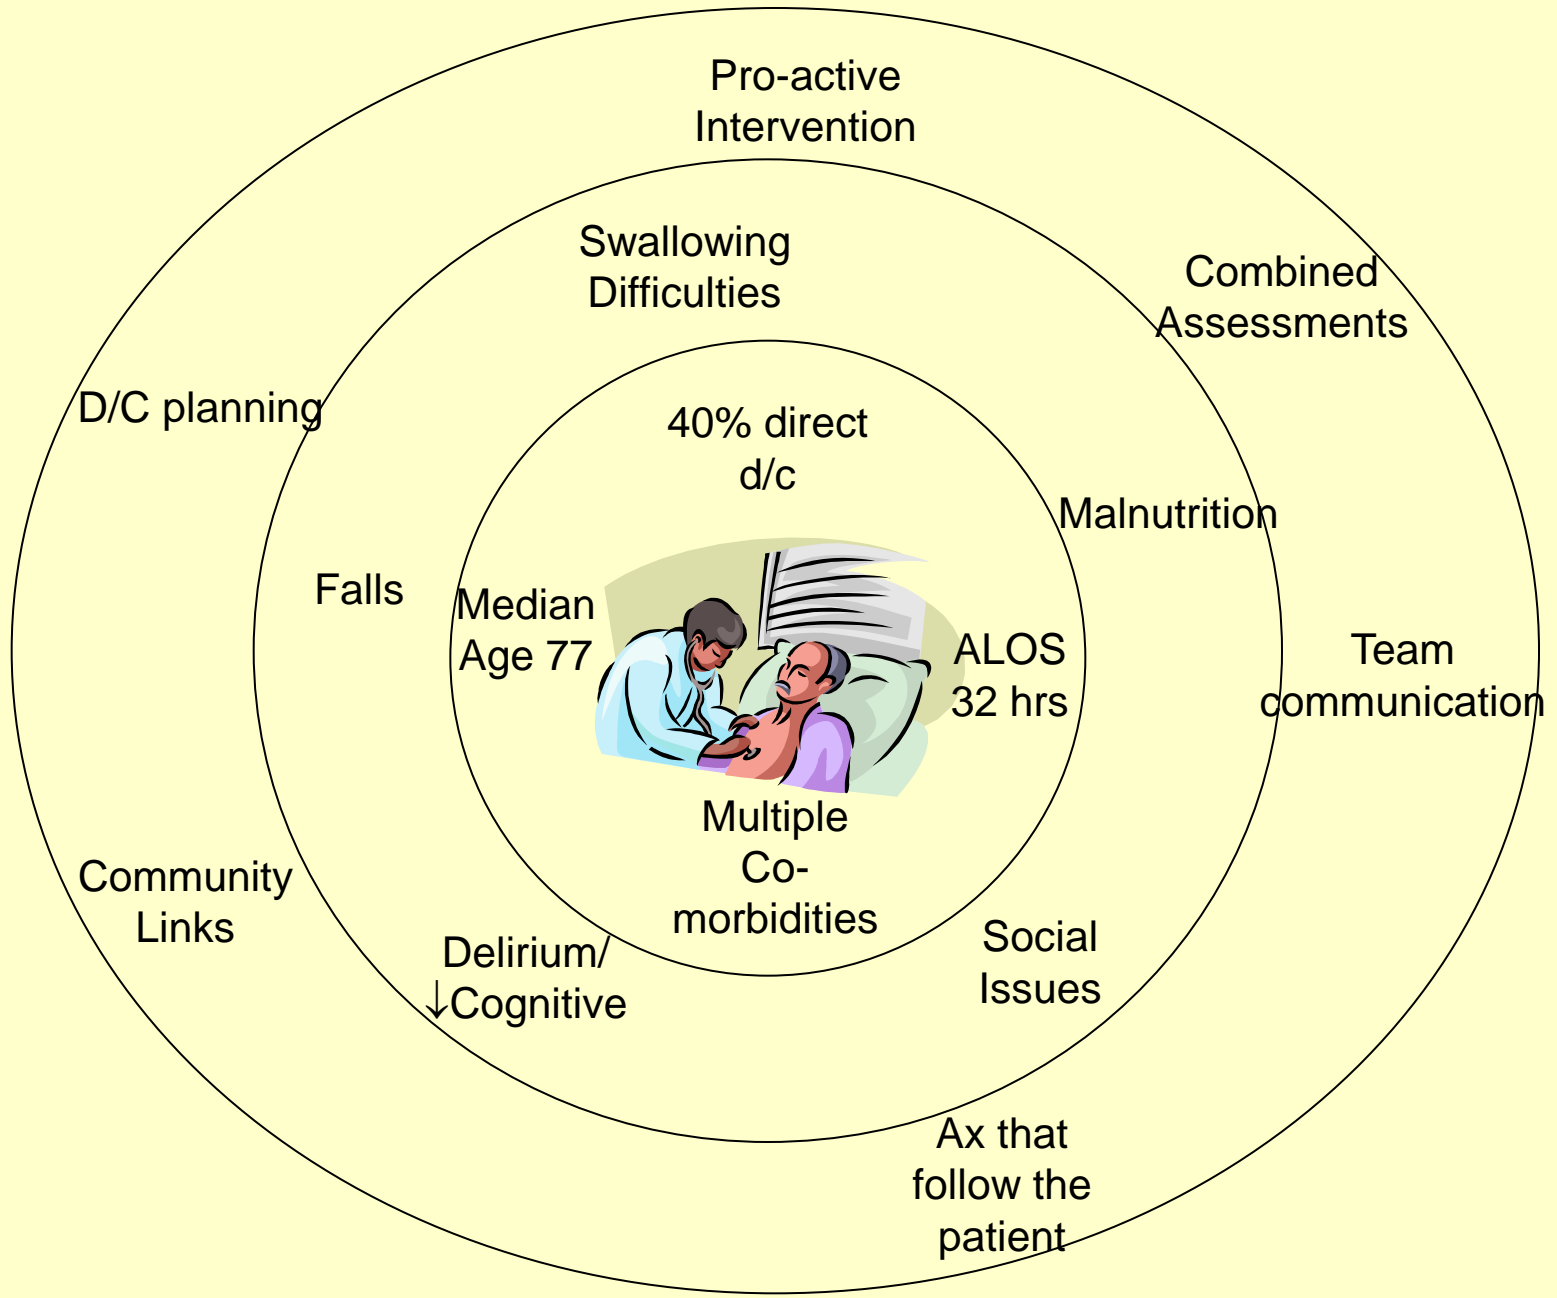 Pro-active
Intervention
Swallowing
Difficulties
Combined
Assessments
D/C planning
40% direct
d/c
Malnutrition
Falls
Median
Age 77
ALOS
32 hrs
Team
communication
Multiple
Co-
morbidities
Community
Links
Delirium/
↓Cognitive
Social
Issues
Ax that
follow the
patient